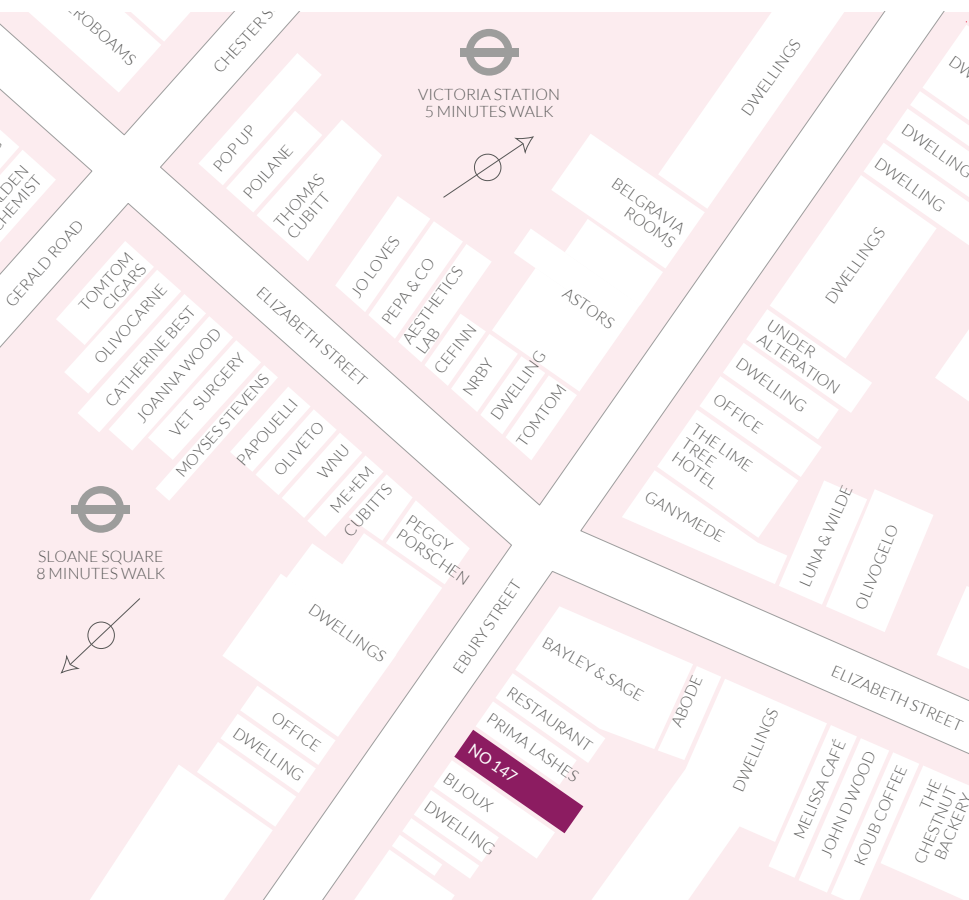 ROBOAMS
CHESTER S
VICTORIA STATION
5 MINUTES WALK
DWELLINGS
DWELLING
DWELLING
POP UP
POILANE
THOMAS
CUBITT
BELGRAVIA
ROOMS
LDEN
CHEMIST
GERALD ROAD
JO LOVES
PEPA & CO
AESTHETICS
LAB
CEFINN
NRBY
DWELLING
TOMTOM
ASTORS
DWELLINGS
TOMTOM
CIGARS
OLIVOCARNE
CATHERINE BEST
JOANNA WOOD
VET SURGERY
MOYSES STEVENS
ELIZABETH STREET
UNDER
ALTERATION
DWELLING
OFFICE
THE LIME
TREE
HOTEL
GANYMEDE
PAPOUELLI
OLIVETO
WNU
ME+EM
CUBITTS
PEGGY
PORSCHEN
LUNA & WILDE
OLIVOGELO
SLOANE SQUARE
8 MINUTES WALK
DWELLINGS
EBURY STREET
BAYLEY & SAGE
ABODE
ELIZABETH STREET
OFFICE
DWELLING
RESTAURANT
PRIMA LASHES
NO 147
BIJOUX
DWELLING
DWELLINGS
MELISSA CAFÉ
JOHN D WOOD
KOUB COFFEE
THE
CHESTNUT
BACKERY